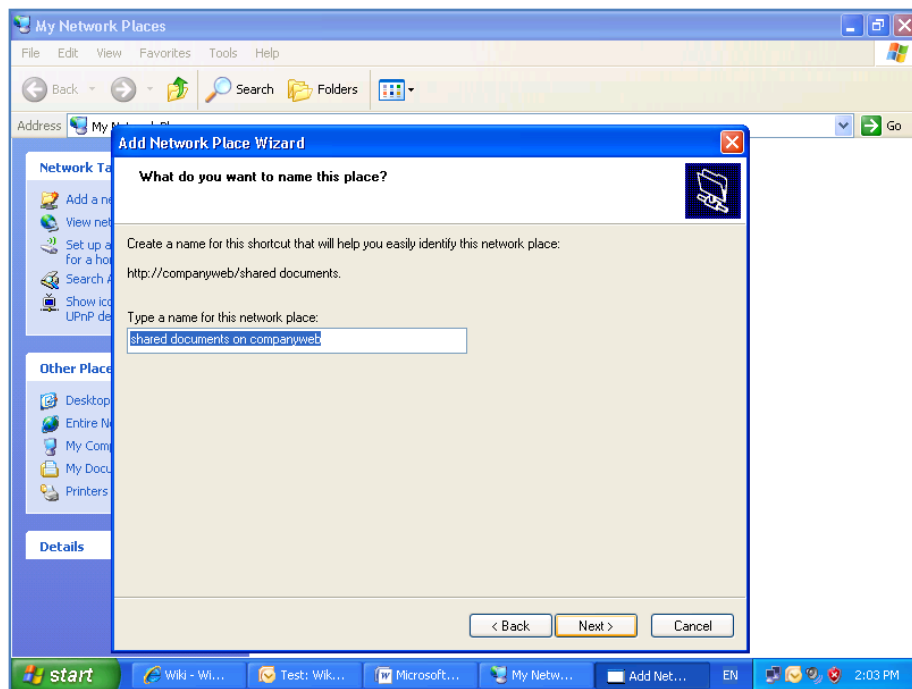 My Network Places
File Edit View Favorites Tools Help
Back Search Folders
Address My Go
Add Network Place Wizard
What do you want to name this place?
Create a name for this shortcut that will help you easily identify this network place:
http://companyweb/shared documents.
Type a name for this network place:
shared documents on companyweb
< Back Next > Cancel
Network Ta
Add a ne
View net
Set up a
for a ho
Search A
Show ico
UPnP de
Other Place
Desktop
Entire N
My Com
My Docu
Printers
Details
start Wiki - Wi... Test: Wik... Microsoft... My Netw... Add Net... EN 2:03 PM